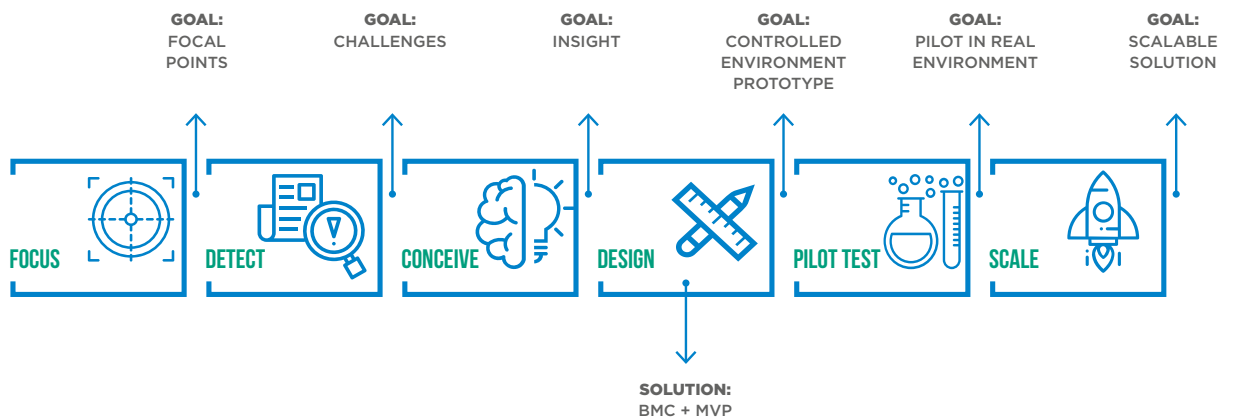 GOAL:
FOCAL
POINTS
GOAL:
CHALLENGES
GOAL:
INSIGHT
GOAL:
CONTROLLED
ENVIRONMENT
PROTOTYPE
GOAL:
PILOT IN REAL
ENVIRONMENT
GOAL:
SCALABLE
SOLUTION
FOCUS
DETECT
CONCEIVE
DESIGN
PILOT TEST
SCALE
SOLUTION:
BMC + MVP